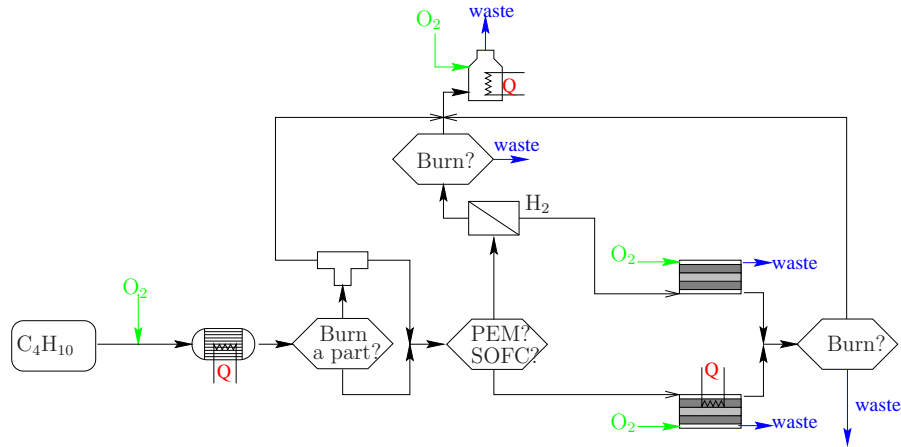 waste
O₂
Q
waste
Burn?
H₂
O₂
waste
O₂
C₄H₁₀
Burn
a part?
PEM?
SOFC?
Burn?
Q
Q
waste
O₂
waste